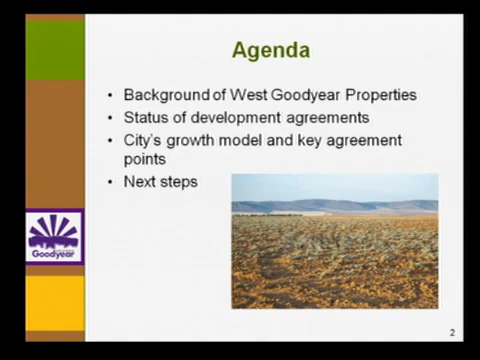 Agenda
• Background of West Goodyear Properties
• Status of development agreements
• City's growth model and key agreement
points
• Next steps
Goodyear
2